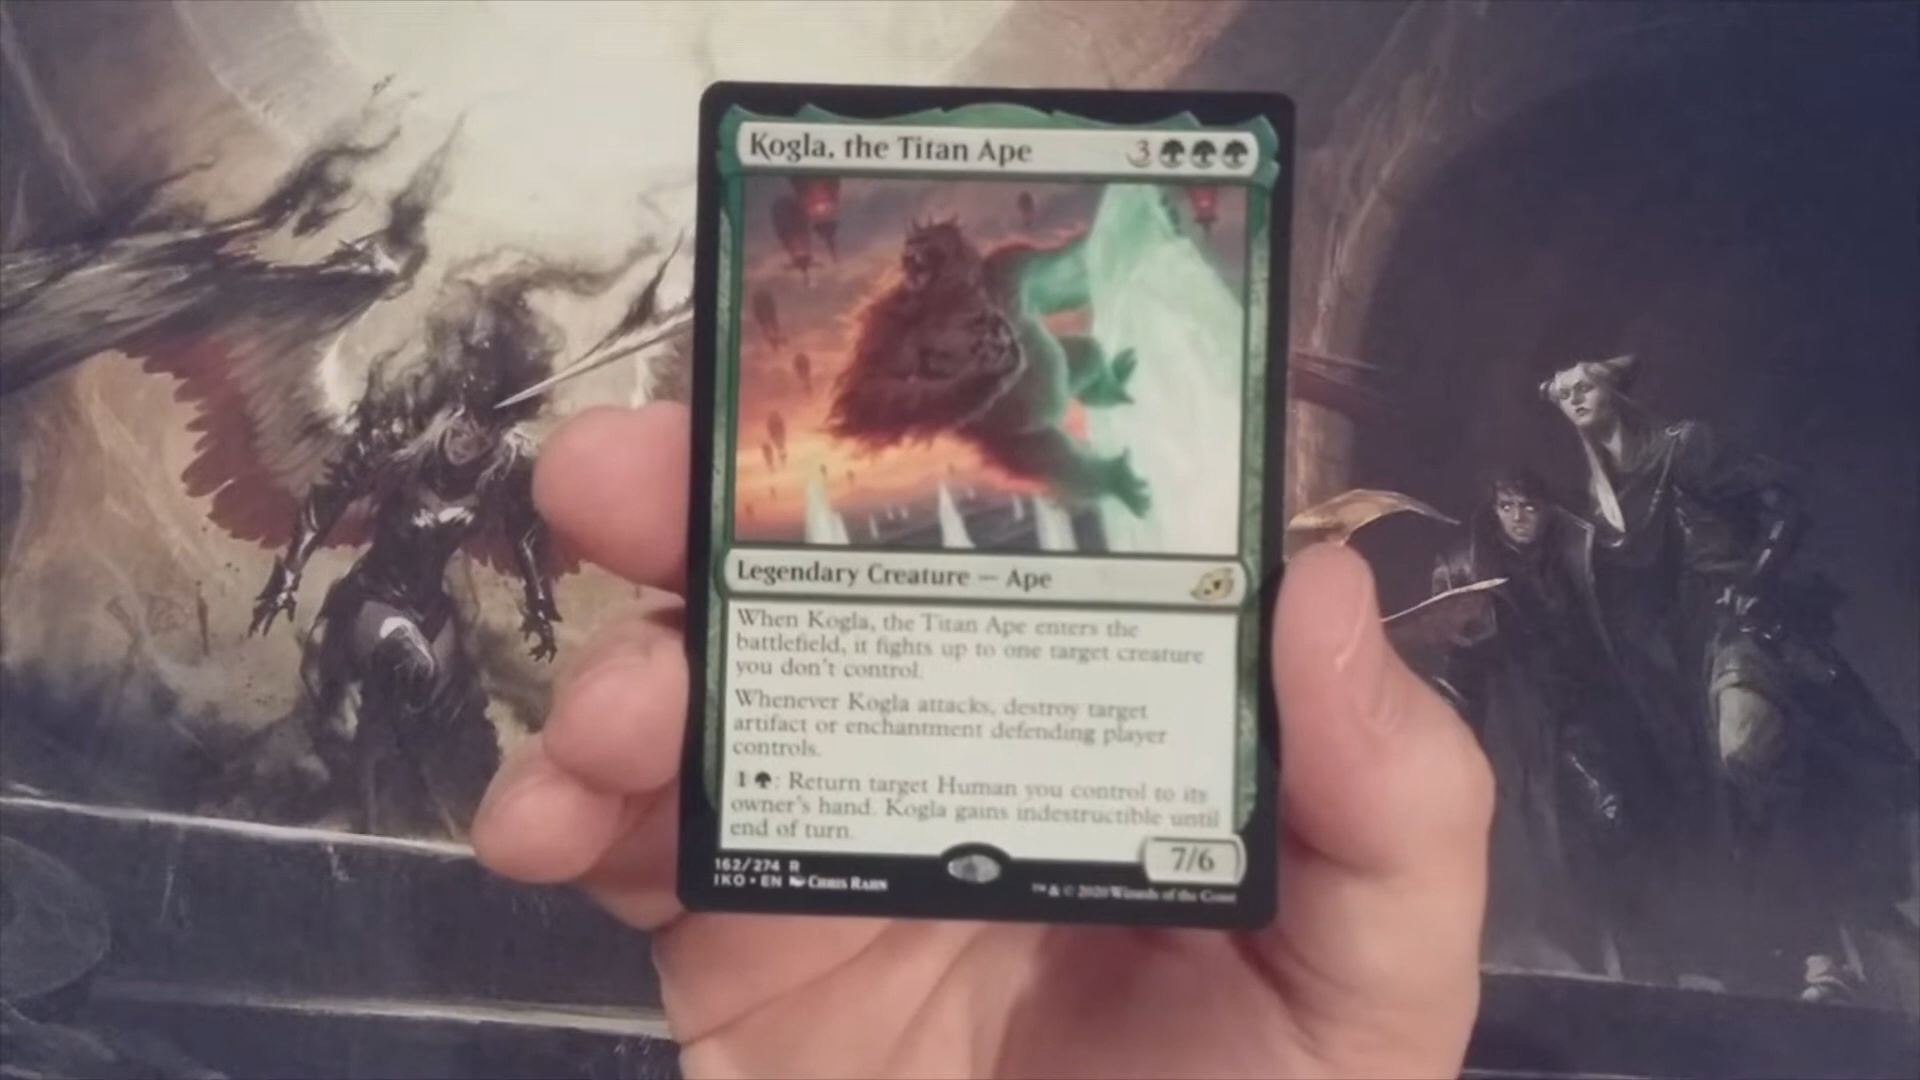 Kogla, the Titan Ape 3
Legendary Creature — Ape
When Kogla, the Titan Ape enters the
battlefield, it fights up to one target creature
you don't control.
Whenever Kogla attacks, destroy target
artifact or enchantment defending player
controls.
1 : Return target Human you control to its
owner's hand. Kogla gains indestructible until
end of turn.
7/6
162/274 R
IKO • EN Chris Rahn
™ & © 2020 Wizards of the Coast